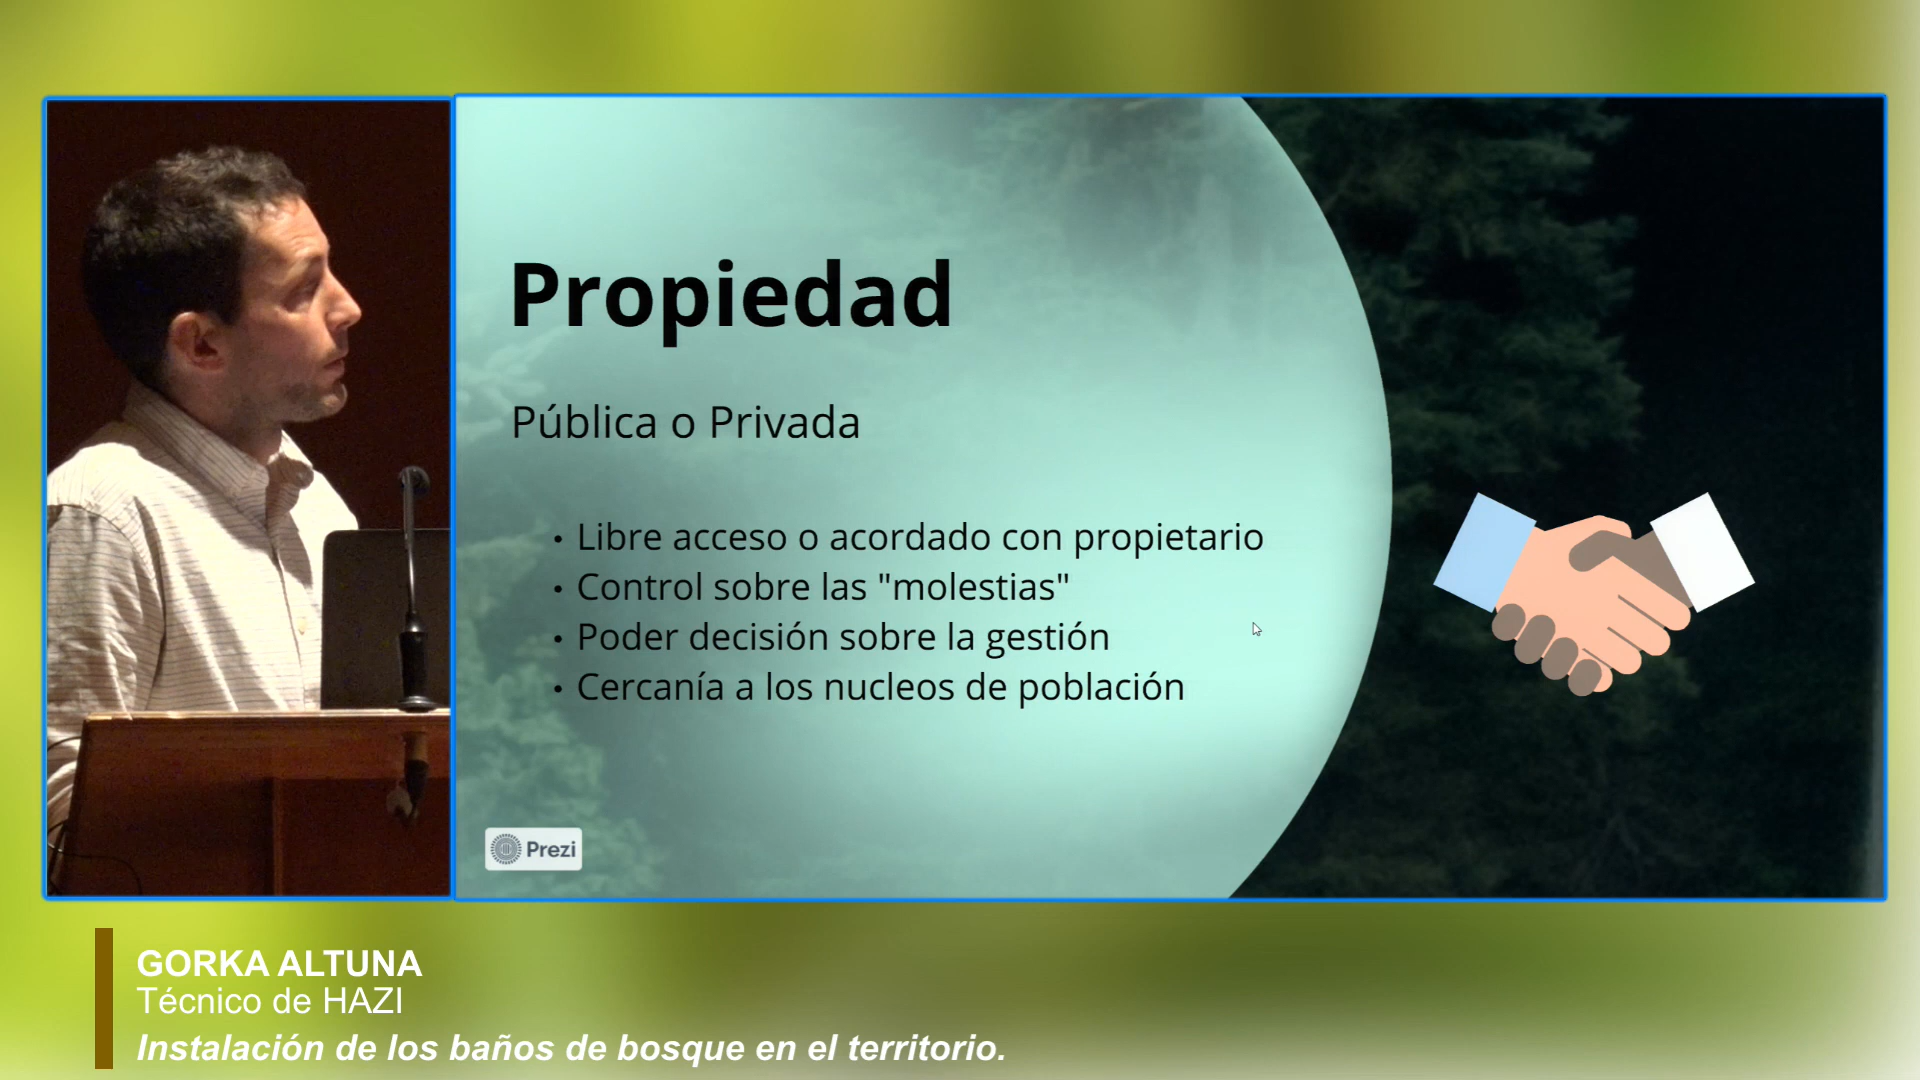 Propiedad
Pública o Privada
• Libre acceso o acordado con propietario
• Control sobre las "molestias"
• Poder decisión sobre la gestión
• Cercanía a los nucleos de población
Prezi
GORKA ALTUNA
Técnico de HAZI
Instalación de los baños de bosque en el territorio.